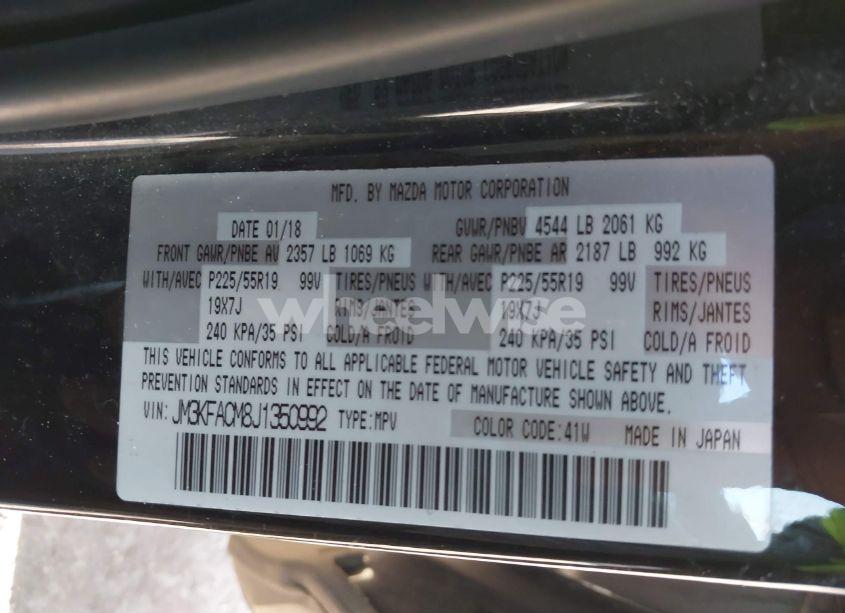 MFD. BY MAZDA MOTOR CORPORATION
DATE 01/18 GVWR/PNBV 4544 LB 2061 KG
FRONT GAWR/PNBE AV 2357 LB 1069 KG REAR GAWR/PNBE AR 2187 LB 992 KG
WITH/AVEC P225/55R19 99V TIRES/PNEUS WITH/AVEC P225/55R19 99V TIRES/PNEUS
19X7J RIMS/JANTES 19X7J RIMS/JANTES
240 KPA/35 PSI COLD/A FROID 240 KPA/35 PSI COLD/A FROID
wheelwise
THIS VEHICLE CONFORMS TO ALL APPLICABLE FEDERAL MOTOR VEHICLE SAFETY AND THEFT
PREVENTION STANDARDS IN EFFECT ON THE DATE OF MANUFACTURE SHOWN ABOVE.
VIN: JM3KFACM8J1350992 TYPE:MPV COLOR CODE:41W MADE IN JAPAN